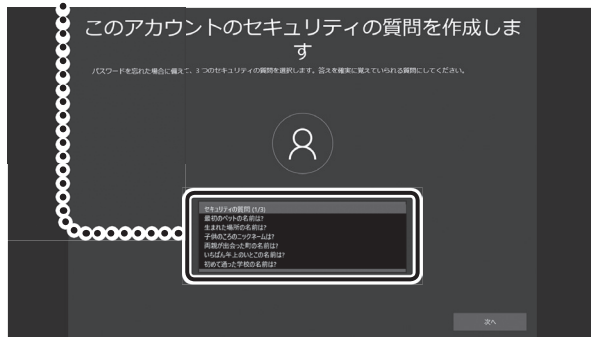 このアカウントのセキュリティの質問を作成しま
す
パスワードを忘れた場合に備えて、3 つのセキュリティの質問を選択します。答えを確実に覚えていられる質問にしてください。
セキュリティの質問 (1/3)
最初のペットの名前は?
生まれた場所の名前は?
子供のころのニックネームは?
両親が出会った町の名前は?
いちばん年上のいとこの名前は?
初めて通った学校の名前は?
次へ